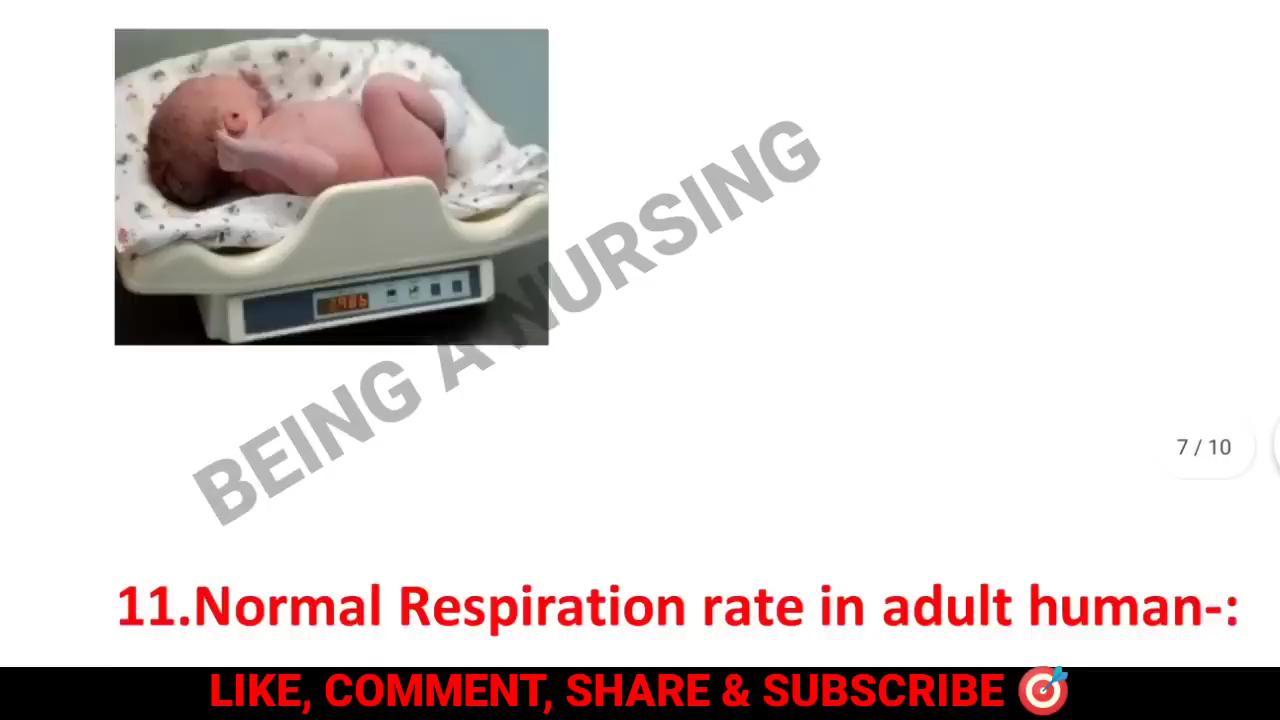 BEING A NURSING
7 / 10
11.Normal Respiration rate in adult human-:
LIKE, COMMENT, SHARE & SUBSCRIBE 🎯